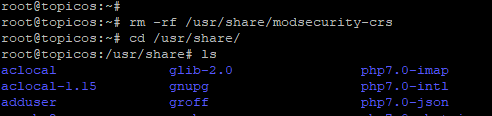 root@topicos:~#
root@topicos:~# rm -rf /usr/share/modsecurity-crs
root@topicos:~# cd /usr/share/
root@topicos:/usr/share# ls
aclocal glib-2.0 php7.0-imap
aclocal-1.15 gnupg php7.0-intl
adduser groff php7.0-json